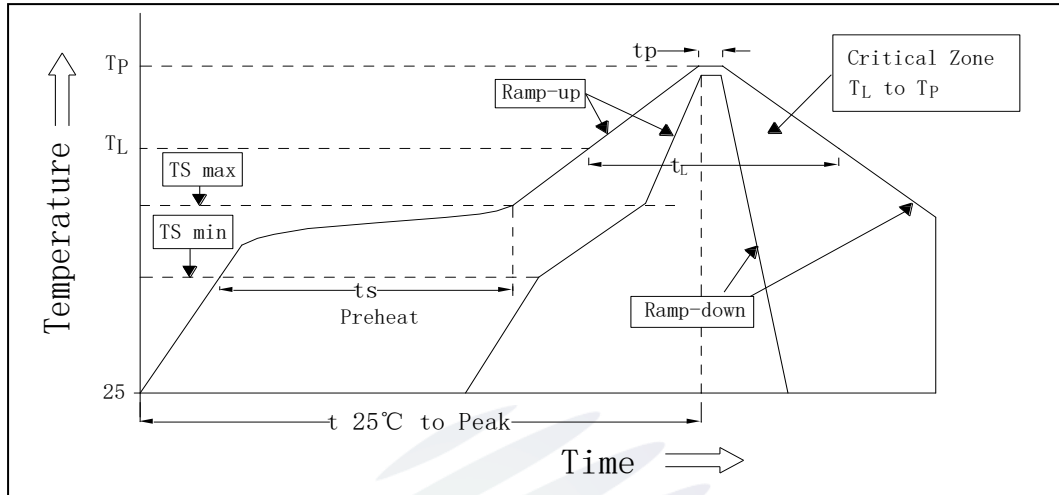 tp
Critical Zone
TL to TP
TP
Ramp-up
TL
tL
TS max
TS min
ts
Preheat
Ramp-down
25
t 25℃ to Peak
Time
Temperature